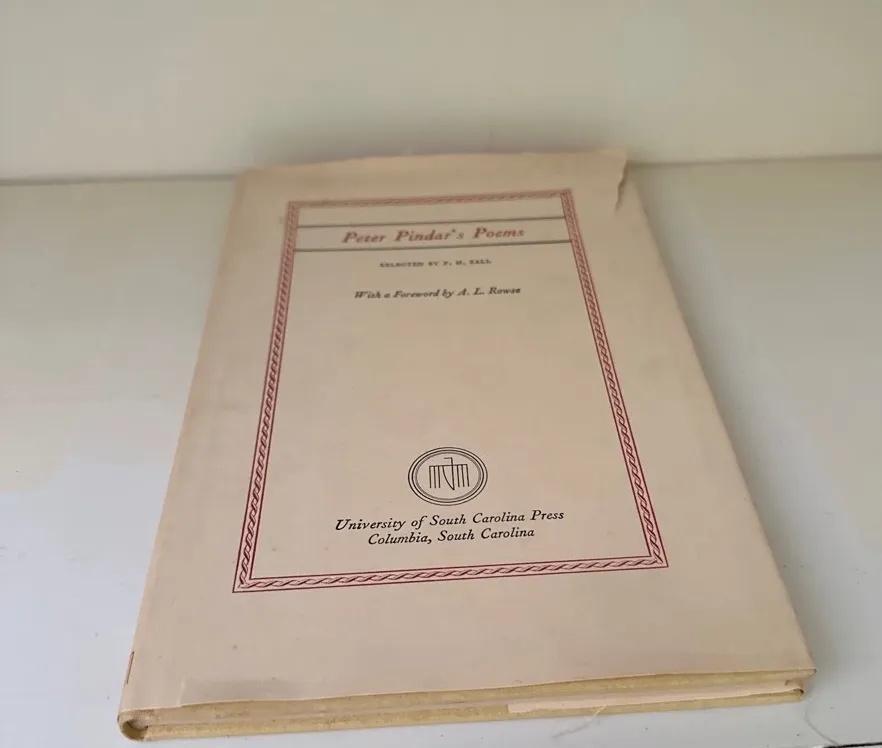 Peter Pindar's Poems
SELECTED BY P. M. ZALL
With a Foreword by A. L. Rowse
University of South Carolina Press
Columbia, South Carolina